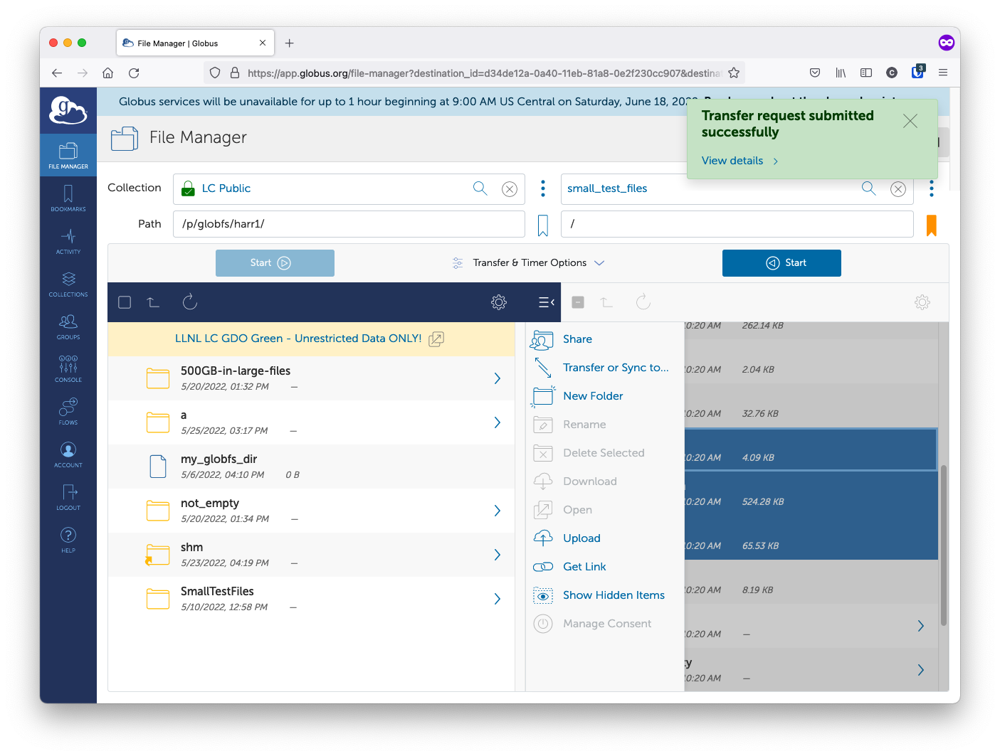 File Manager | Globus
https://app.globus.org/file-manager?destination_id=d34de12a-0a40-11eb-81a8-0e2f230cc907&destina
C
3
g
Globus services will be unavailable for up to 1 hour beginning at 9:00 AM US Central on Saturday, June 18,
Transfer request submitted
successfully
View details
File Manager
FILE MANAGER
BOOKMARKS
ACTIVITY
COLLECTIONS
GROUPS
CONSOLE
FLOWS
ACCOUNT
LOGOUT
HELP
Collection
LC Public
small_test_files
Path
/p/globfs/harr1/
/
Start
Transfer & Timer Options
Start
LLNL LC GDO Green - Unrestricted Data ONLY!
500GB-in-large-files
5/20/2022, 01:32 PM —
a
5/25/2022, 03:17 PM —
my_globfs_dir
5/6/2022, 04:10 PM 0 B
not_empty
5/20/2022, 01:34 PM —
shm
5/23/2022, 04:19 PM —
SmallTestFiles
5/10/2022, 12:58 PM —
Share
Transfer or Sync to...
New Folder
Rename
Delete Selected
Download
Open
Upload
Get Link
Show Hidden Items
Manage Consent
0:20 AM 262.14 KB
0:20 AM 2.04 KB
0:20 AM 32.76 KB
0:20 AM 4.09 KB
0:20 AM 524.28 KB
0:20 AM 65.53 KB
0:20 AM 8.19 KB
0:20 AM —
ty
0:20 AM —